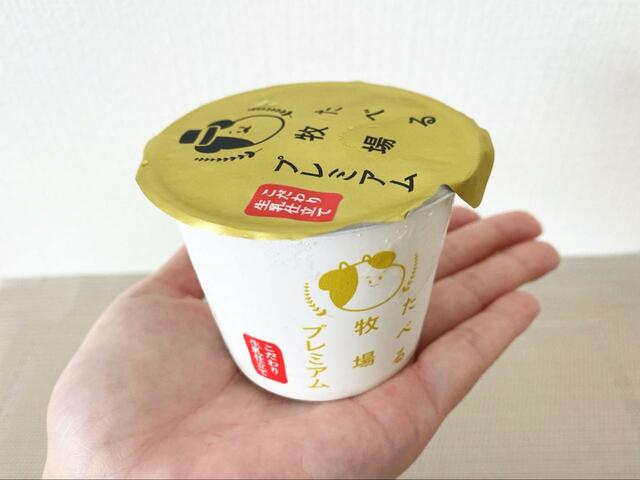 たべる
牧場
プレミアム
こだわり
生乳仕立て
たべる
牧場
プレミアム
こだわり
生乳仕立て